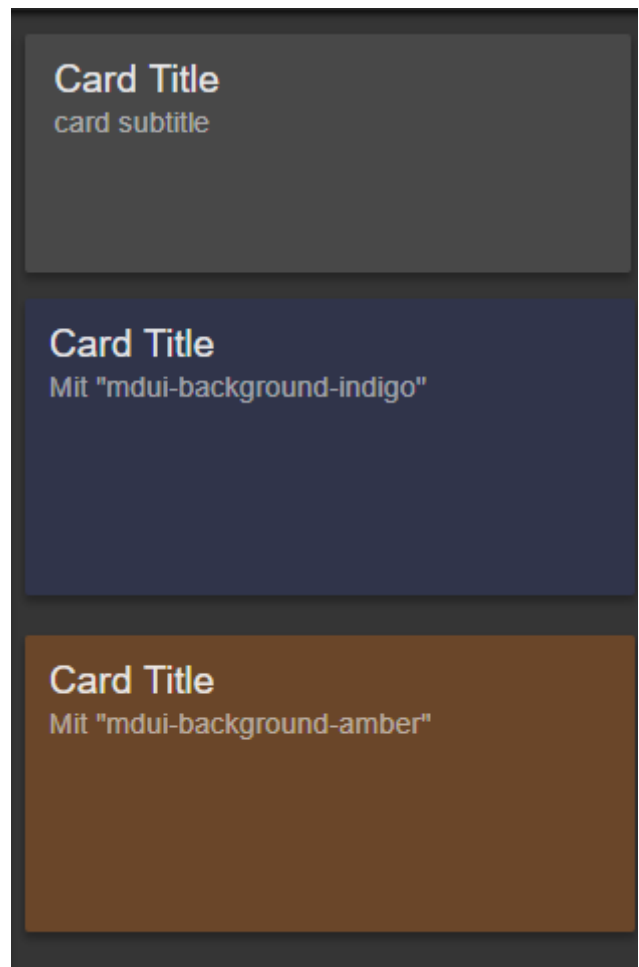 Card Title
card subtitle
Card Title
Mit "mdui-background-indigo"
Card Title
Mit "mdui-background-amber"